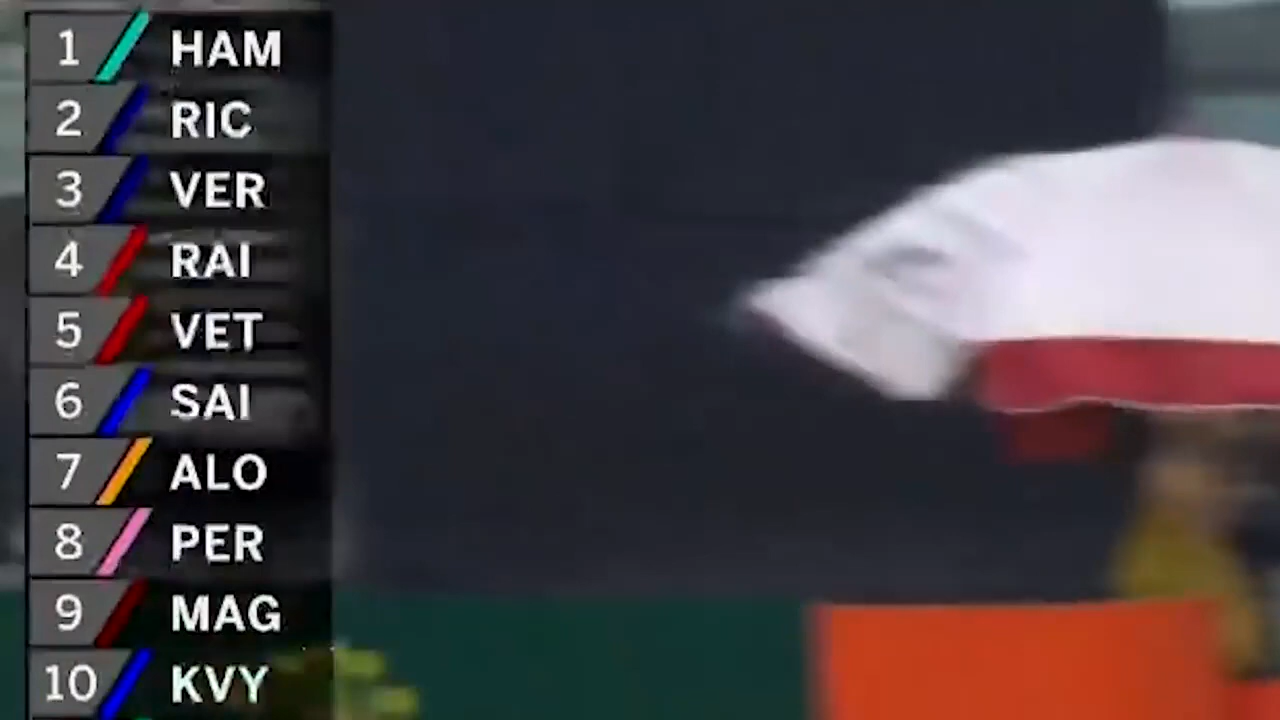 1 HAM
2 RIC
3 VER
4 RAI
5 VET
6 SAI
7 ALO
8 PER
9 MAG
10 KVY